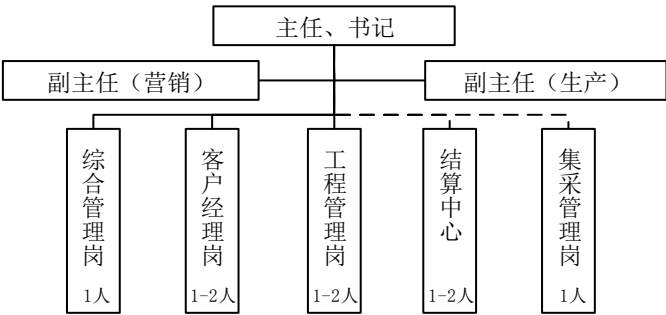 主任、书记
副主任（营销）
副主任（生产）
综合管理岗
1人
客户经理岗
1-2人
工程管理岗
1-2人
结算中心
1-2人
集采管理岗
1人